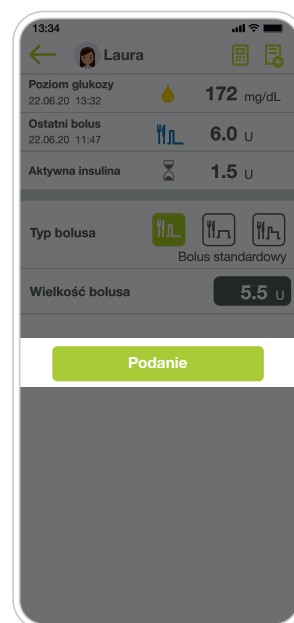 13:34
Laura
Poziom glukozy
22.06.20 13:32
172 mg/dL
Ostatni bolus
22.06.20 11:47
6.0 U
Aktywna insulina
1.5 U
Typ bolusa
Bolus standardowy
Wielkość bolusa
5.5 U
Podanie